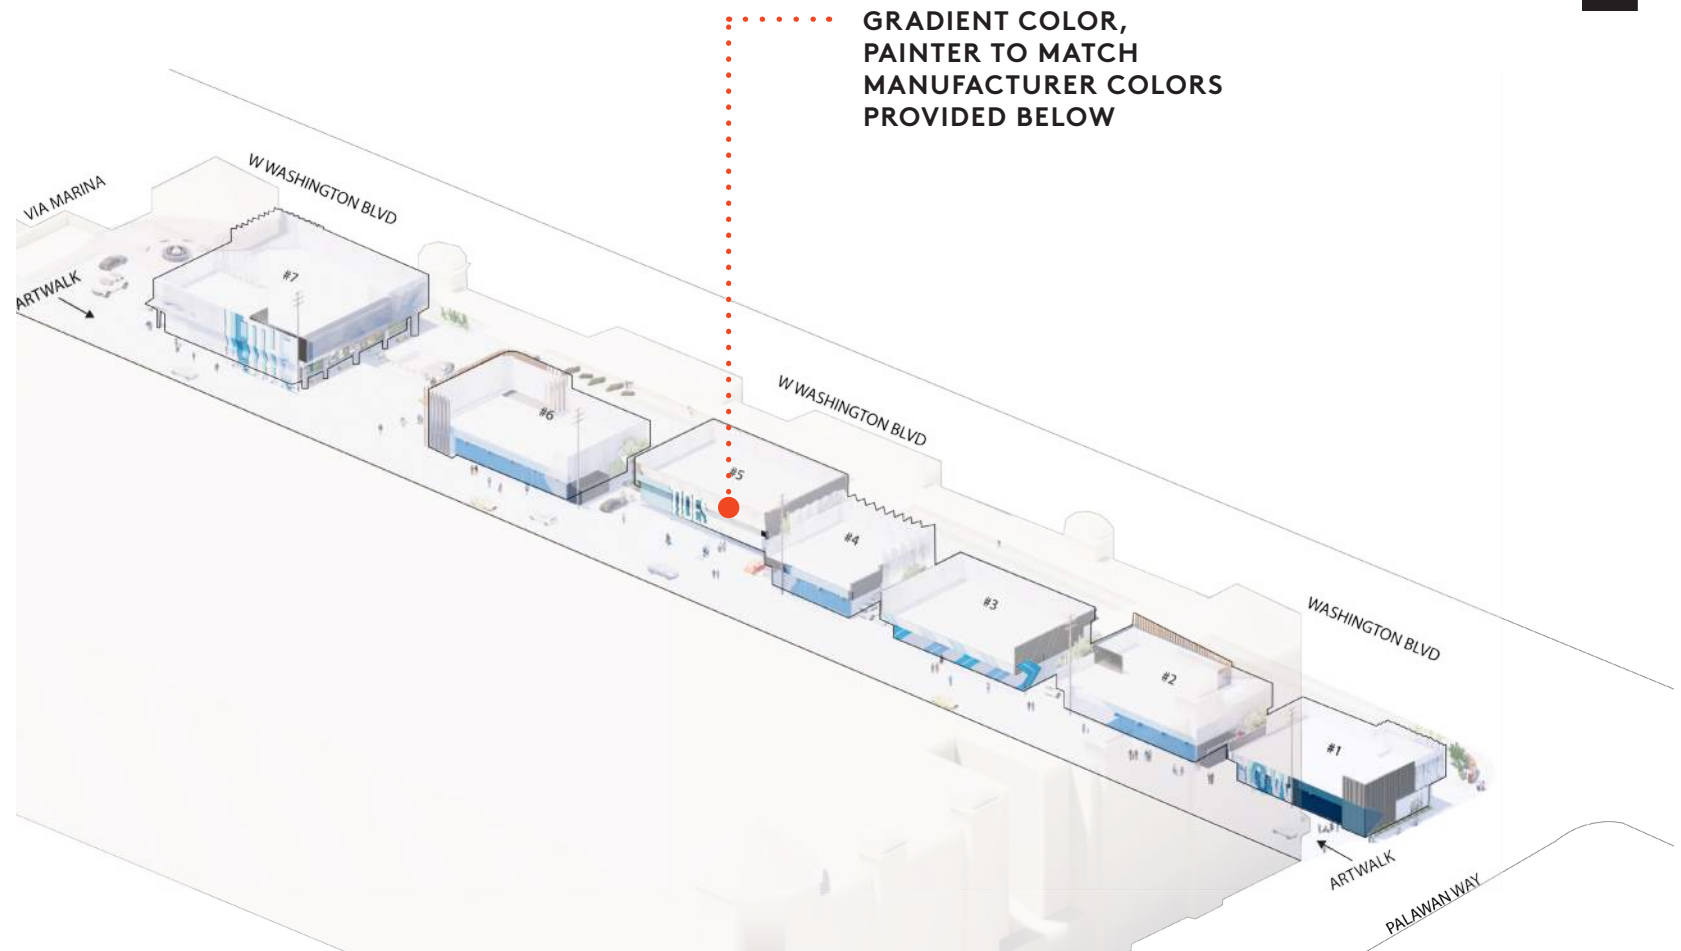 GRADIENT COLOR,
PAINTER TO MATCH
MANUFACTURER COLORS
PROVIDED BELOW
W WASHINGTON BLVD
VIA MARINA
ARTWALK
#7
W WASHINGTON BLVD
#6
#5
#4
#3
WASHINGTON BLVD
#2
#1
ARTWALK
PALAWAN WAY